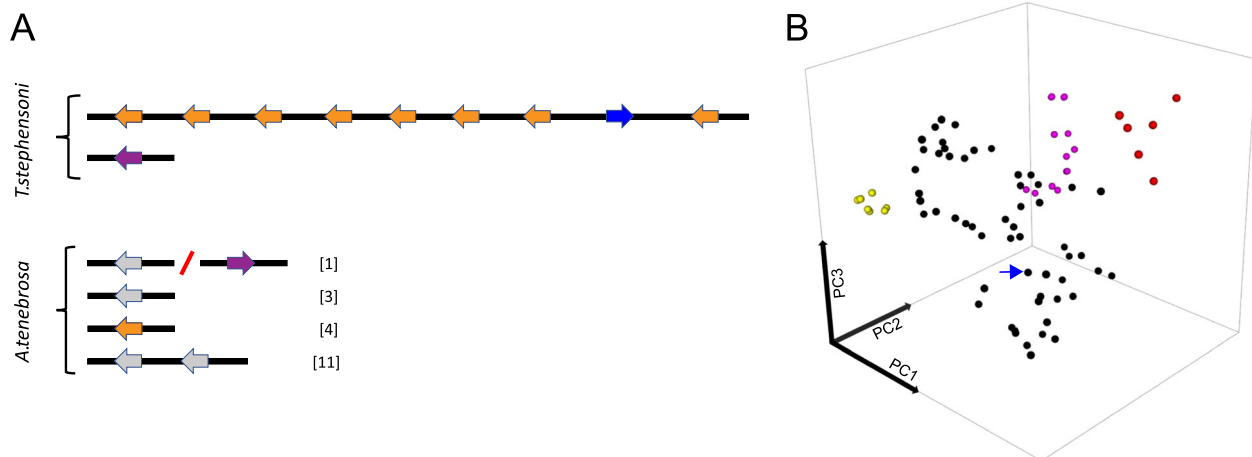 A
T.stephensoni
A.tenebrosa
[1]
[3]
[4]
[11]
B
PC3
PC2
PC1